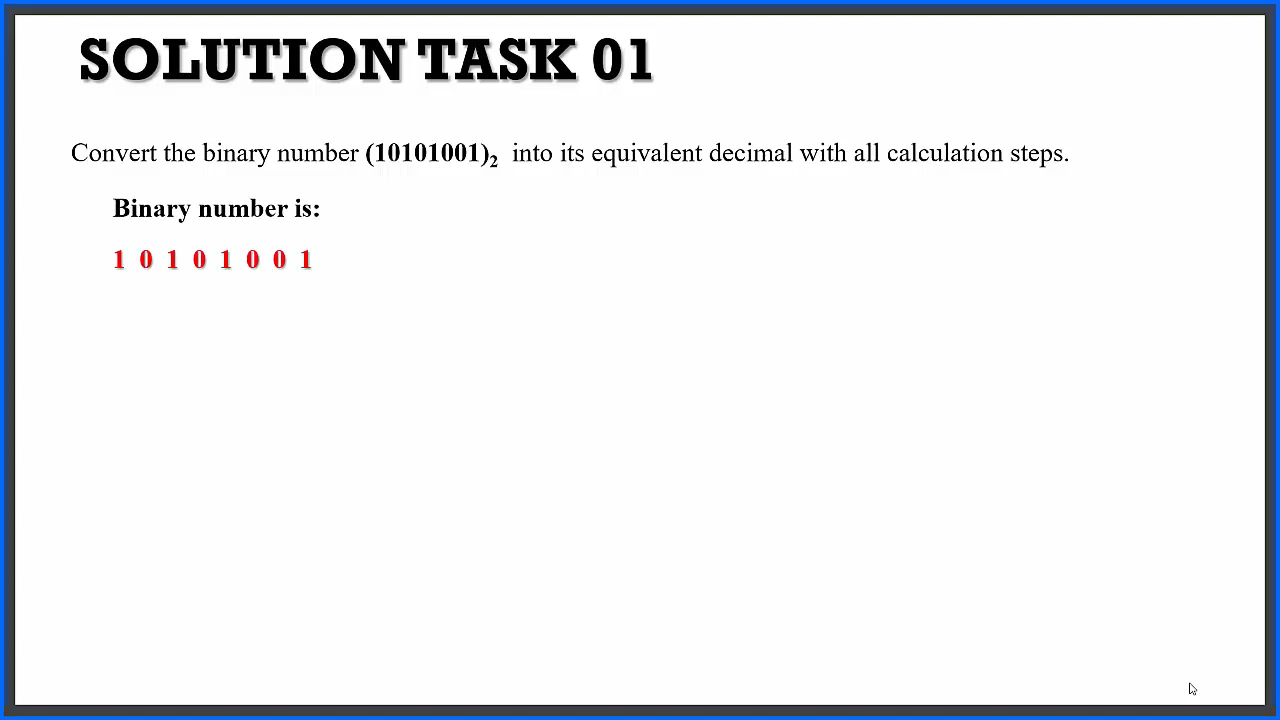 SOLUTION TASK 01
Convert the binary number (10101001)₂ into its equivalent decimal with all calculation steps.
Binary number is:
1 0 1 0 1 0 0 1